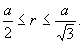 a/2 ≤ r ≤ a/√3.